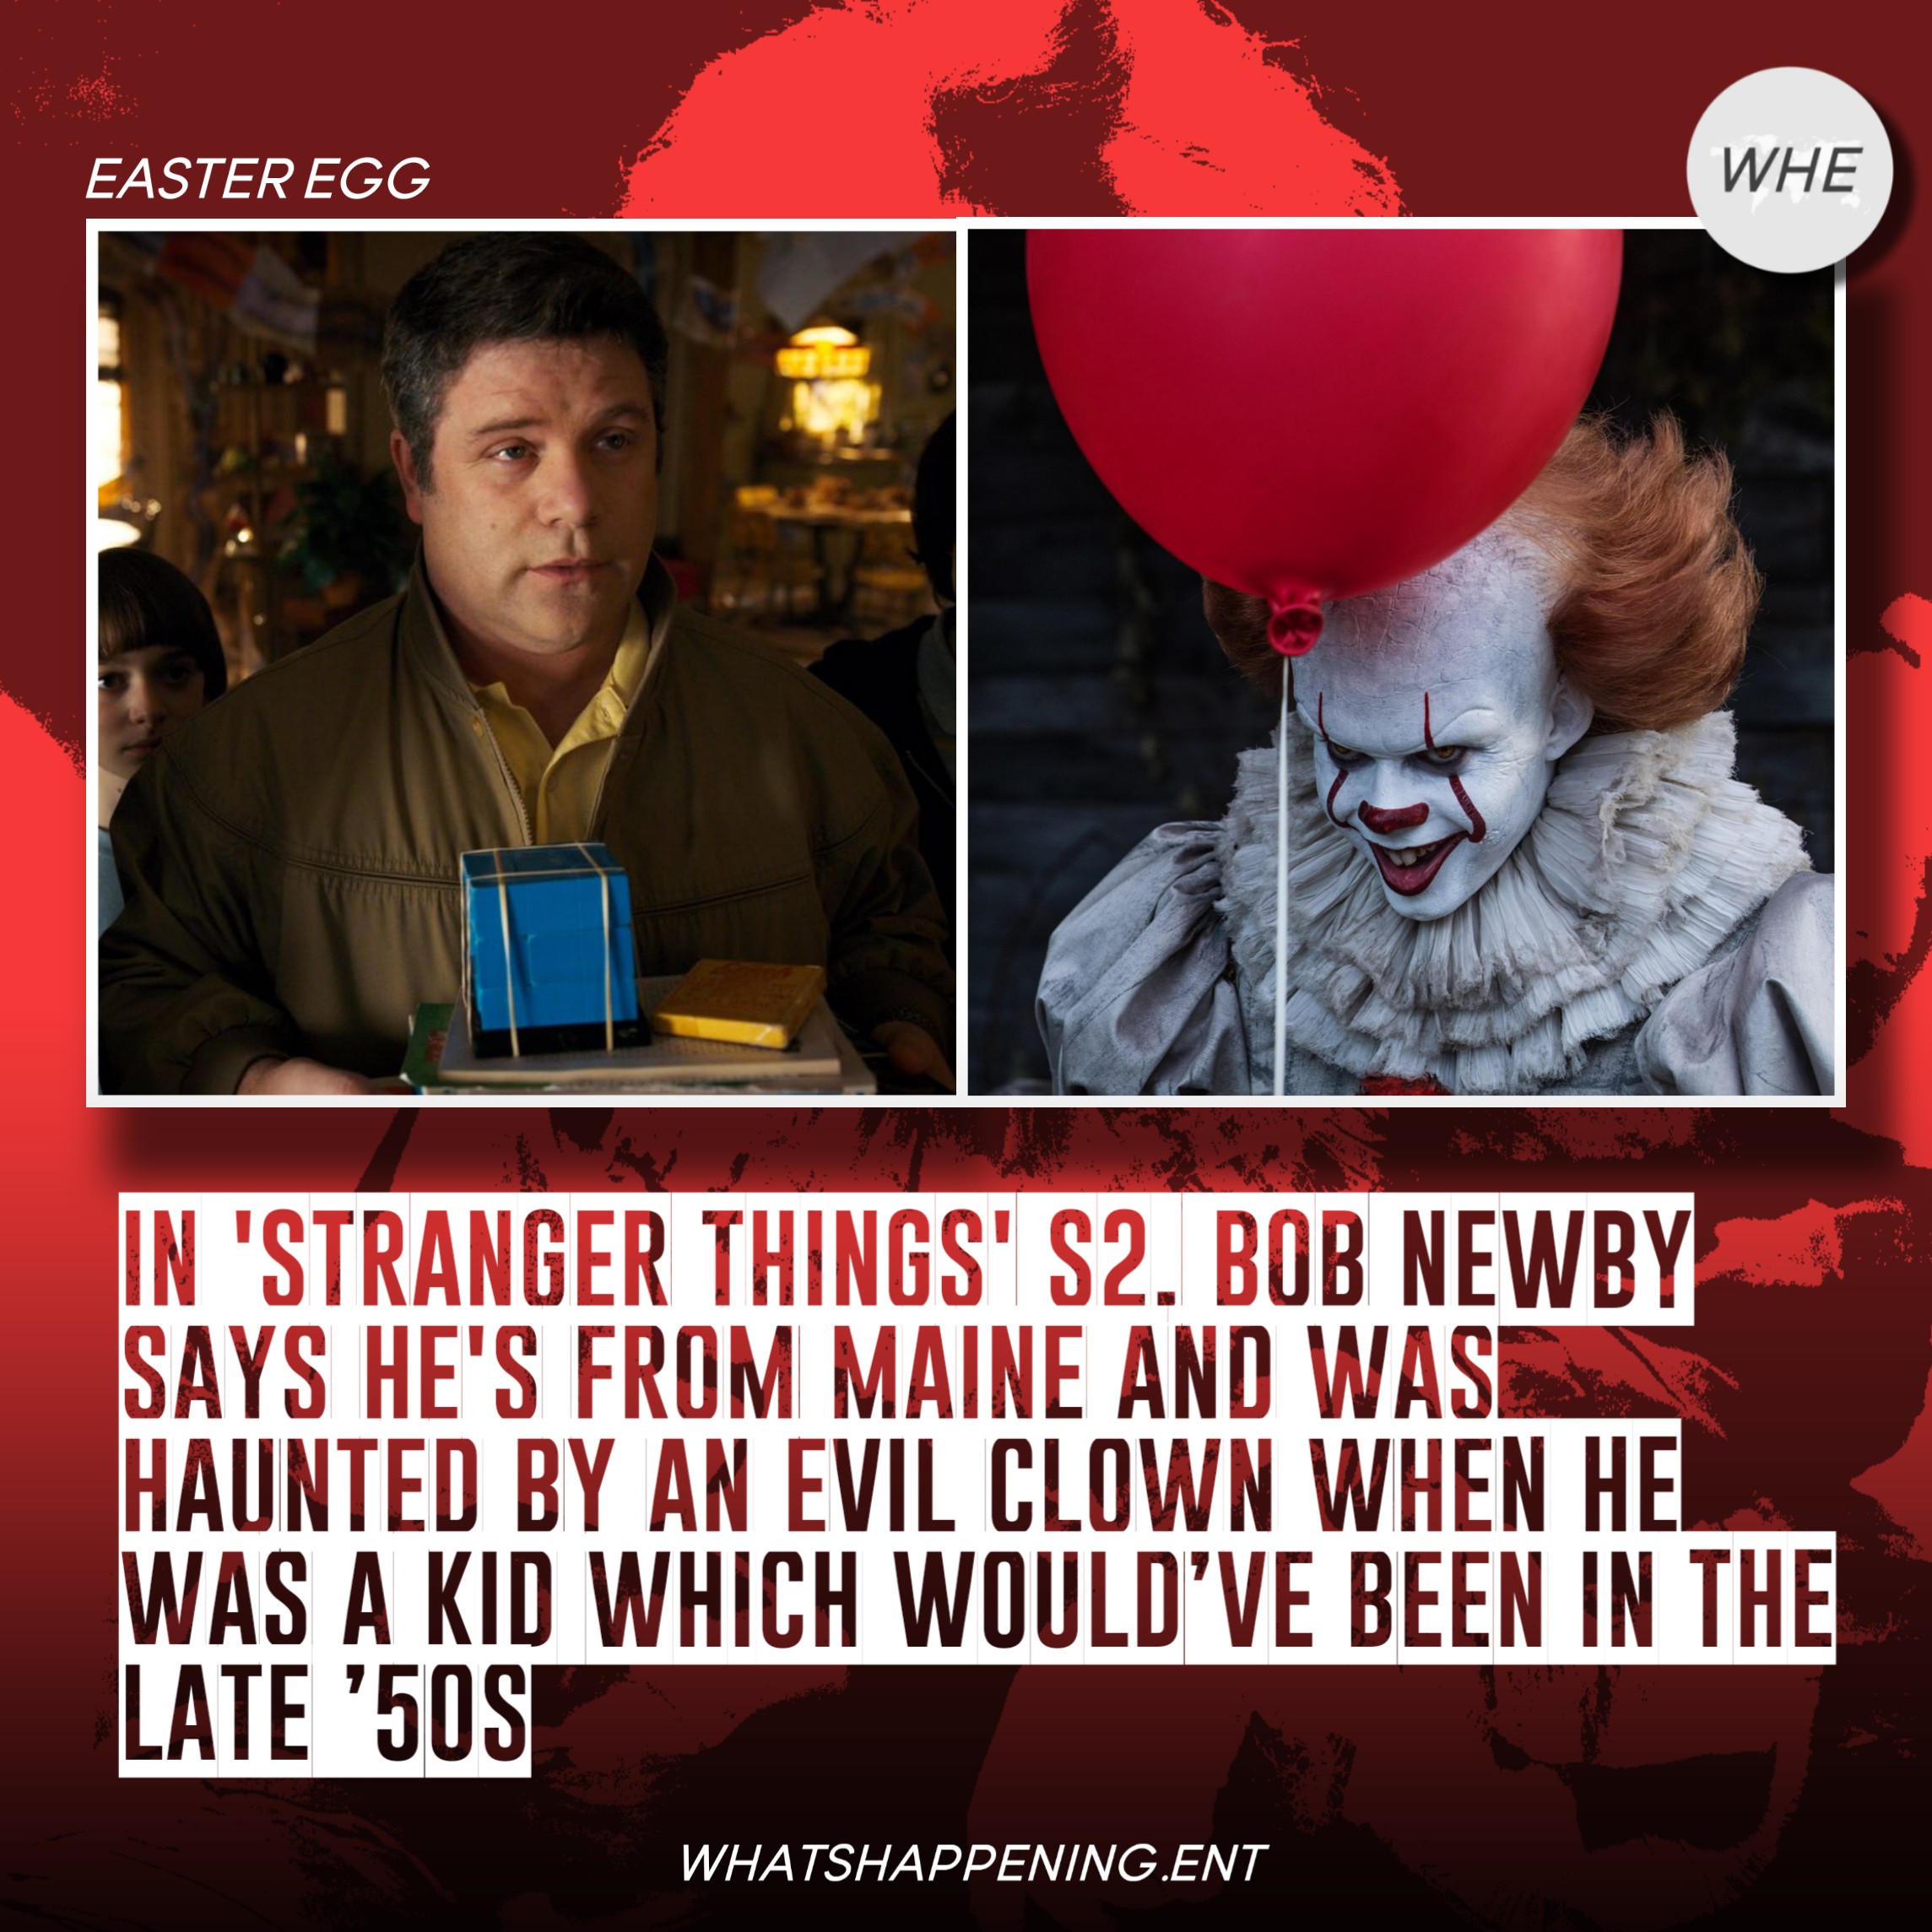 EASTER EGG
WHE
IN 'STRANGER THINGS' S2. BOB NEWBY
SAYS HE'S FROM MAINE AND WAS
HAUNTED BY AN EVIL CLOWN WHEN HE
WAS A KID WHICH WOULD’VE BEEN IN THE
LATE ’50S
WHATSHAPPENING.ENT